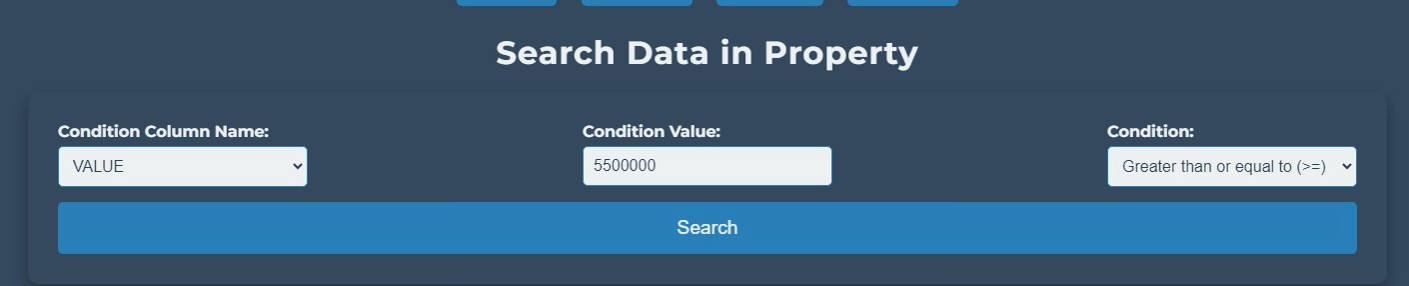 Search Data in Property
Condition Column Name:
VALUE
Condition Value:
5500000
Condition:
Greater than or equal to (>=)
Search